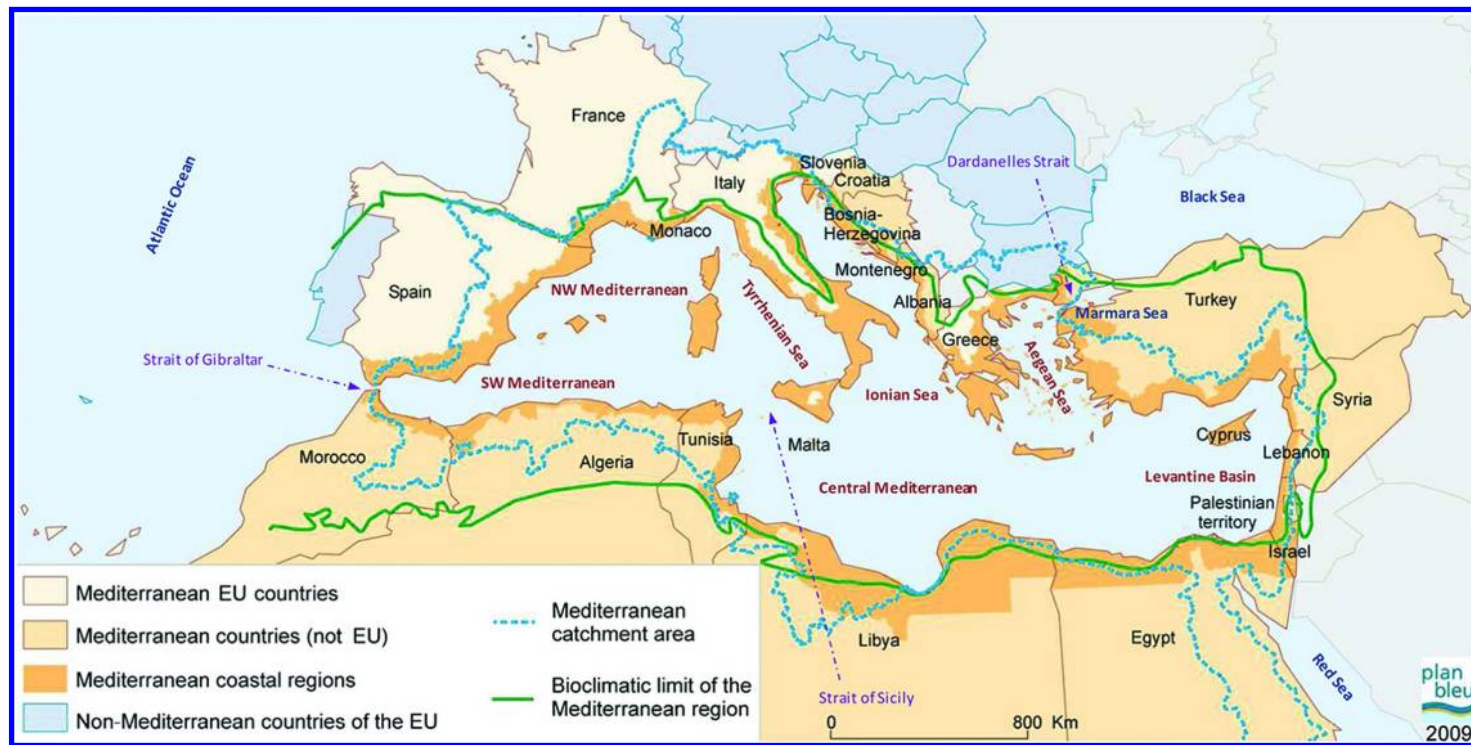 France
Slovenia
Croatia
Italy
Dardanelles Strait
Black Sea
Atlantic Ocean
Bosnia-
Herzegovina
Monaco
Montenegro
Spain
NW Mediterranean
Tyrrhenian Sea
Albania
Turkey
Marmara Sea
Greece
Aegean Sea
Strait of Gibraltar
SW Mediterranean
Ionian Sea
Syria
Tunisia
Malta
Cyprus
Lebanon
Morocco
Algeria
Central Mediterranean
Levantine Basin
Palestinian
territory
Israel
Mediterranean EU countries
Mediterranean countries (not EU)
Mediterranean coastal regions
Non-Mediterranean countries of the EU
Mediterranean
catchment area
Bioclimatic limit of the
Mediterranean region
Libya
Egypt
Red Sea
Strait of Sicily
0 800 Km
plan
bleu
2009